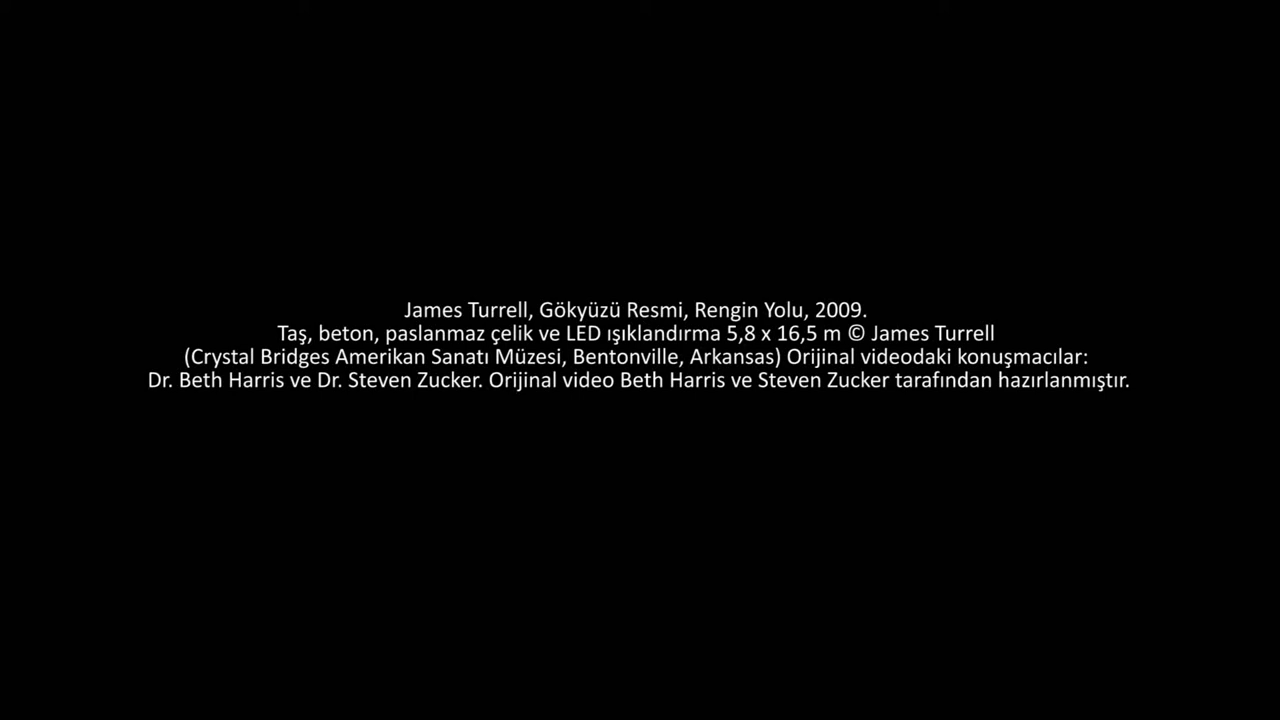 James Turrell, Gökyüzü Resmi, Rengin Yolu, 2009.
Taş, beton, paslanmaz çelik ve LED ışıklandırma 5,8 x 16,5 m © James Turrell
(Crystal Bridges Amerikan Sanatı Müzesi, Bentonville, Arkansas) Orijinal videodaki konuşmacılar:
Dr. Beth Harris ve Dr. Steven Zucker. Orijinal video Beth Harris ve Steven Zucker tarafından hazırlanmıştır.